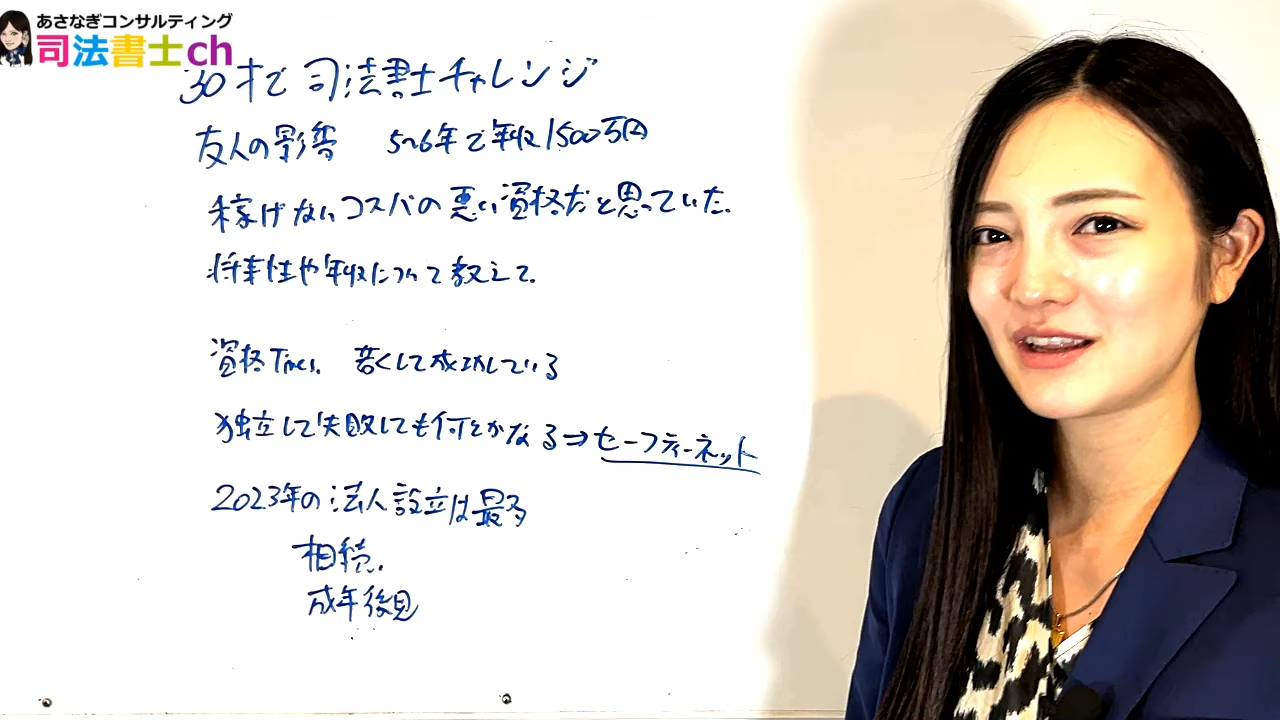 あさなぎコンサルティング
司法書士ch
30才で司法書士チャレンジ
友人の影響 5~6年で年収1500万円
稼げないコスパの悪い資格だと思っていた。
将来性や年収について教えて。
資格Times. 若くして成功している
独立して失敗しても何とかなる⇒セーフティーネット
2023年の法人設立は最多
相続.
成年後見